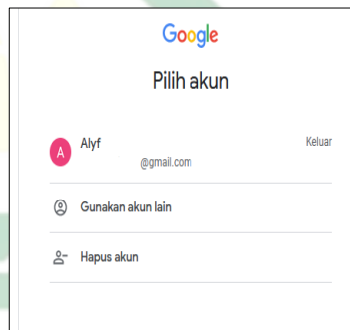 Google
Pilih akun
A
Alyf
Keluar
@gmail.com
Gunakan akun lain
Hapus akun